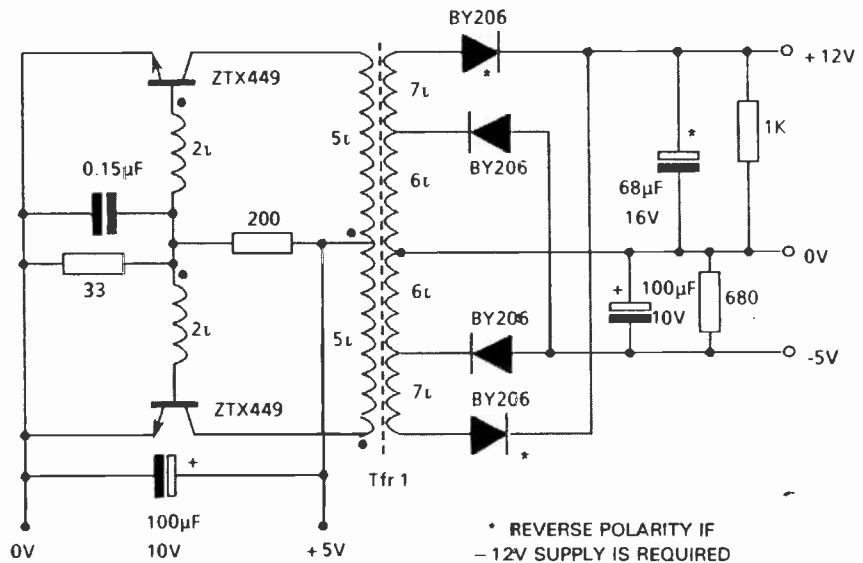 BY206
+ 12V
ZTX449
*
7ι
5ι
2ι
*
1K
BY206
0.15µF
68µF
16V
6ι
200
0V
33
6ι
+ 100µF
10V
680
BY206
2ι
5ι
-5V
7ι
BY206
ZTX449
*
+
Tfr 1
100µF
10V
0V
+5V
* REVERSE POLARITY IF
– 12V SUPPLY IS REQUIRED